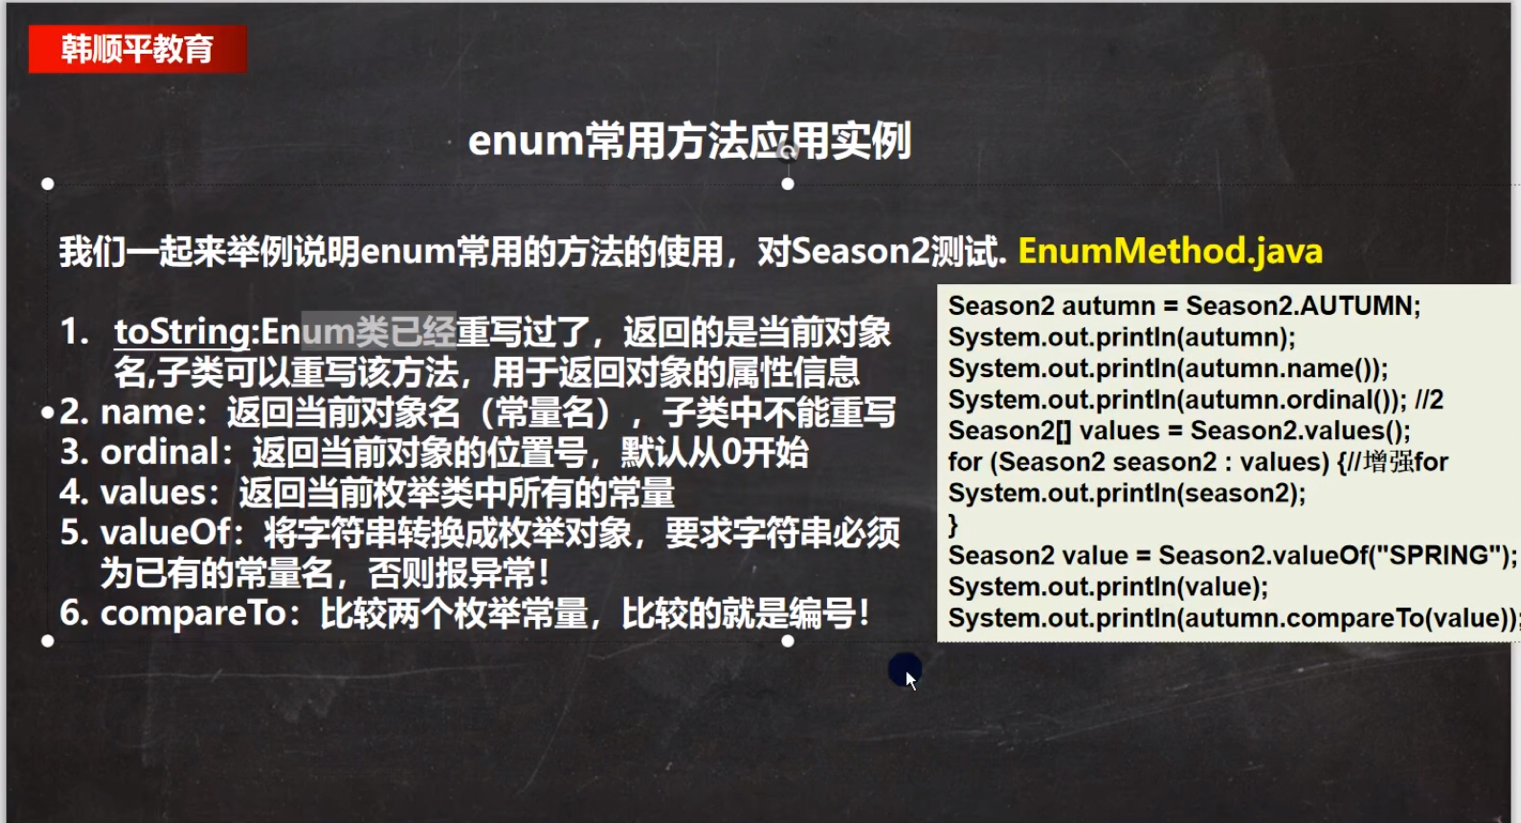 韩顺平教育
enum常用方法应用实例
我们一起来举例说明enum常用的方法的使用，对Season2测试. EnumMethod.java
1. toString:Enum类已经重写过了，返回的是当前对象
名,子类可以重写该方法，用于返回对象的属性信息
2. name：返回当前对象名（常量名），子类中不能重写
3. ordinal：返回当前对象的位置号，默认从0开始
4. values：返回当前枚举类中所有的常量
5. valueOf：将字符串转换成枚举对象，要求字符串必须
为已有的常量名，否则报异常！
6. compareTo：比较两个枚举常量，比较的就是编号！
Season2 autumn = Season2.AUTUMN;
System.out.println(autumn);
System.out.println(autumn.name());
System.out.println(autumn.ordinal()); //2
Season2[] values = Season2.values();
for (Season2 season2 : values) {//增强for
System.out.println(season2);
}
Season2 value = Season2.valueOf("SPRING");
System.out.println(value);
System.out.println(autumn.compareTo(value));